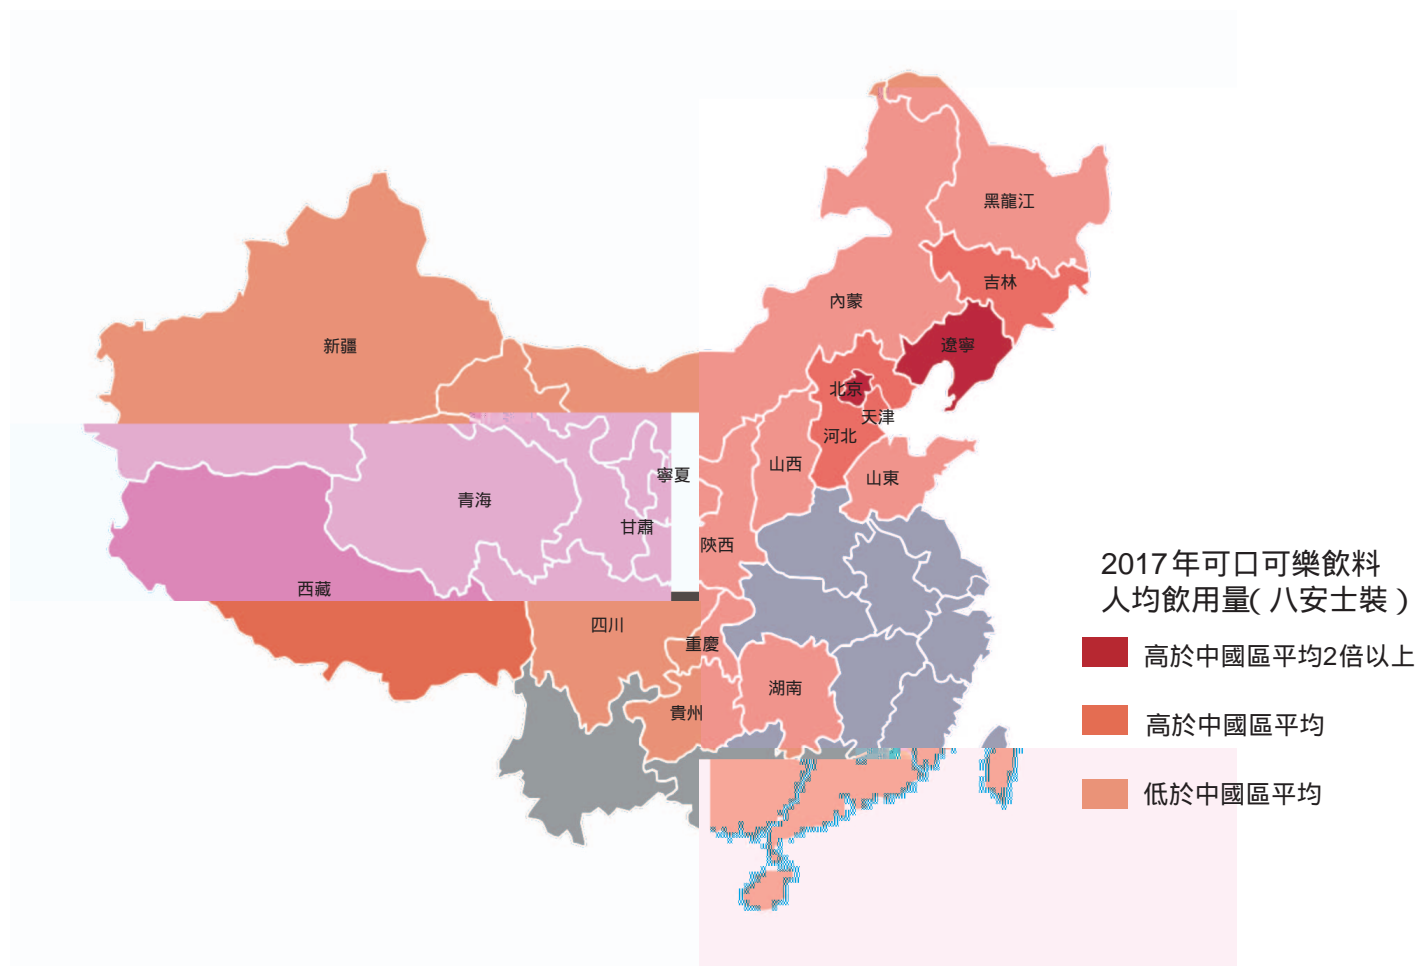 黑龍江
吉林
內蒙
遼寧
新疆
北京
天津
河北
山西
山東
寧夏
青海
甘肅
陝西
西藏
四川
重慶
湖南
貴州
2017年可口可樂飲料
人均飲用量(八安士裝)
高於中國區平均2倍以上
高於中國區平均
低於中國區平均